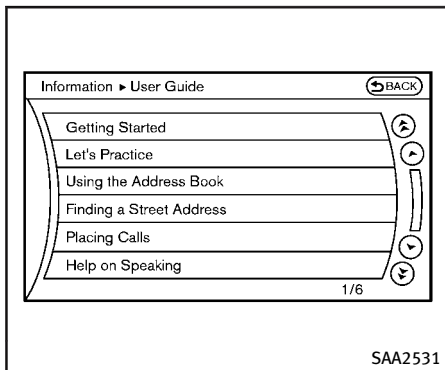 Information ▸ User Guide
BACK
Getting Started
Let's Practice
Using the Address Book
Finding a Street Address
Placing Calls
Help on Speaking
1/6
SAA2531